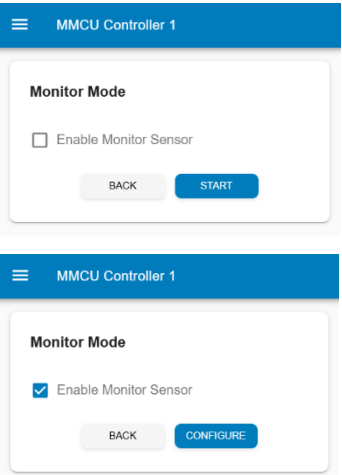 MMCU Controller 1
Monitor Mode
Enable Monitor Sensor
BACK START
MMCU Controller 1
Monitor Mode
Enable Monitor Sensor
BACK CONFIGURE